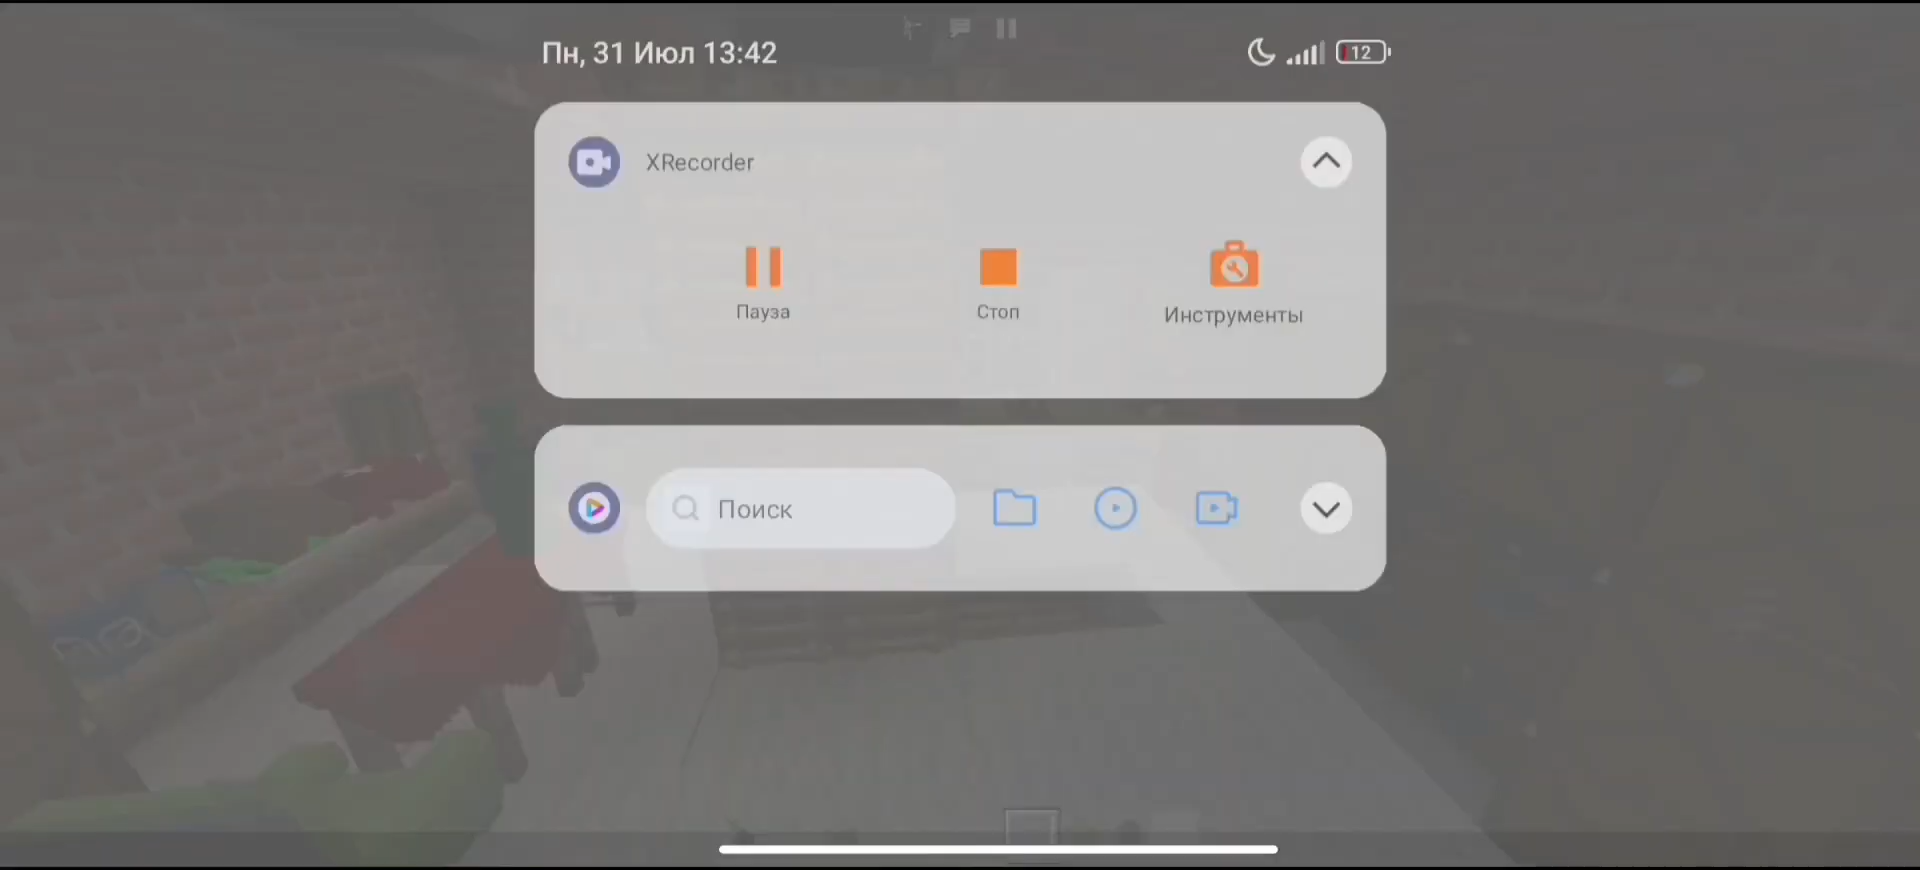 Пн, 31 Июл 13:42
12
XRecorder
Пауза
Стоп
Инструменты
Поиск